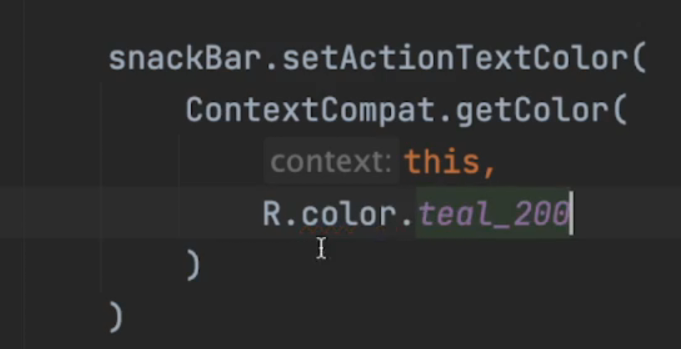 snackBar.setActionTextColor(
ContextCompat.getColor(
context: this,
R.color.teal_200
)
)